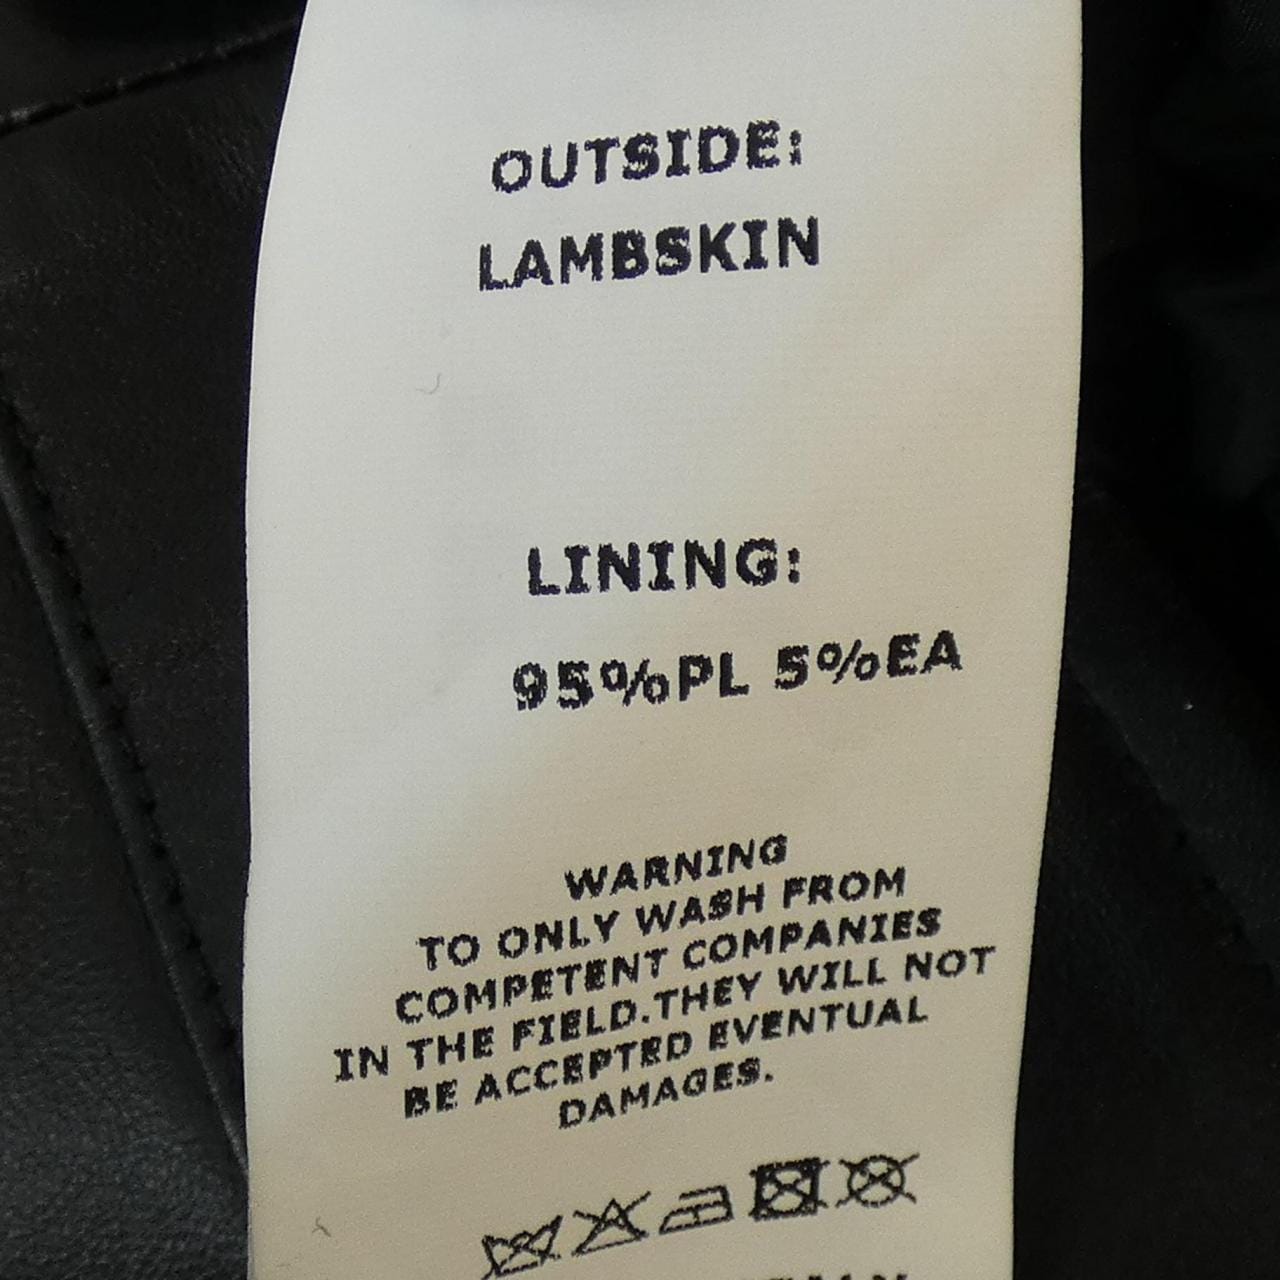 OUTSIDE:
LAMBSKIN
LINING:
95%PL 5%EA
WARNING
TO ONLY WASH FROM
COMPETENT COMPANIES
IN THE FIELD.THEY WILL NOT
BE ACCEPTED EVENTUAL
DAMAGES.